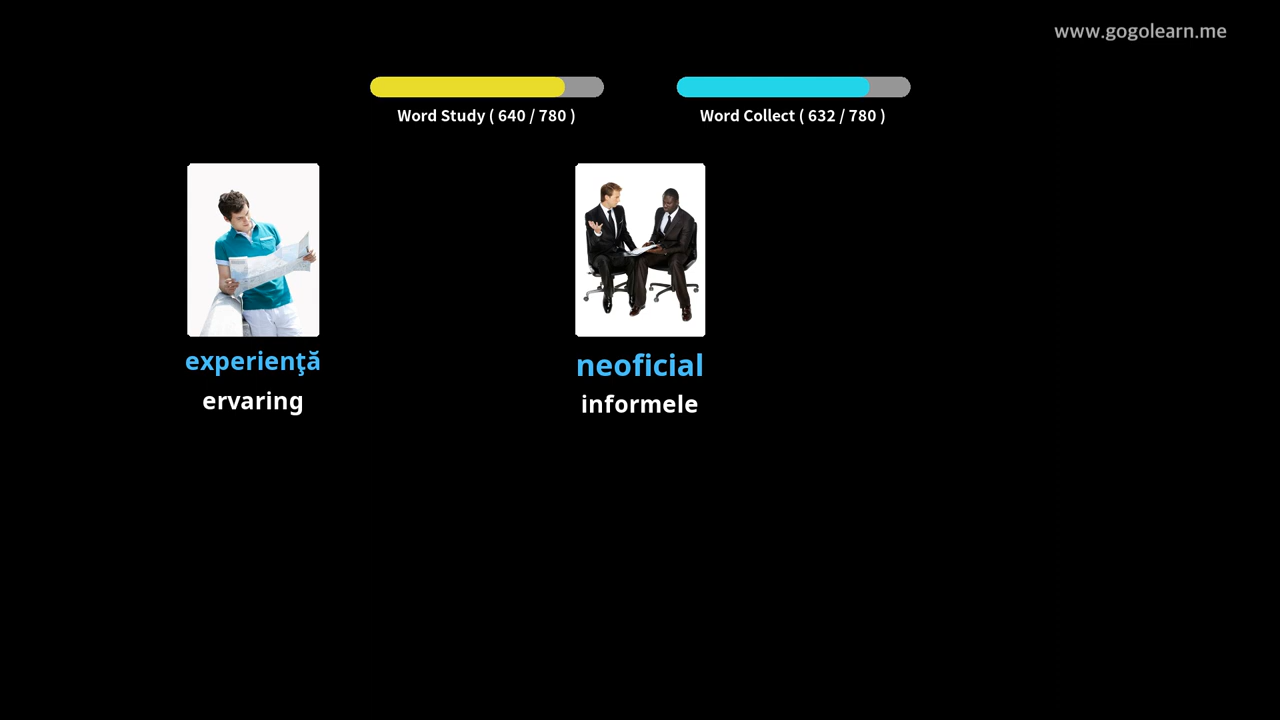 www.gogolearn.me
Word Study ( 640 / 780 )
Word Collect ( 632 / 780 )
experienţă
ervaring
neoficial
informele